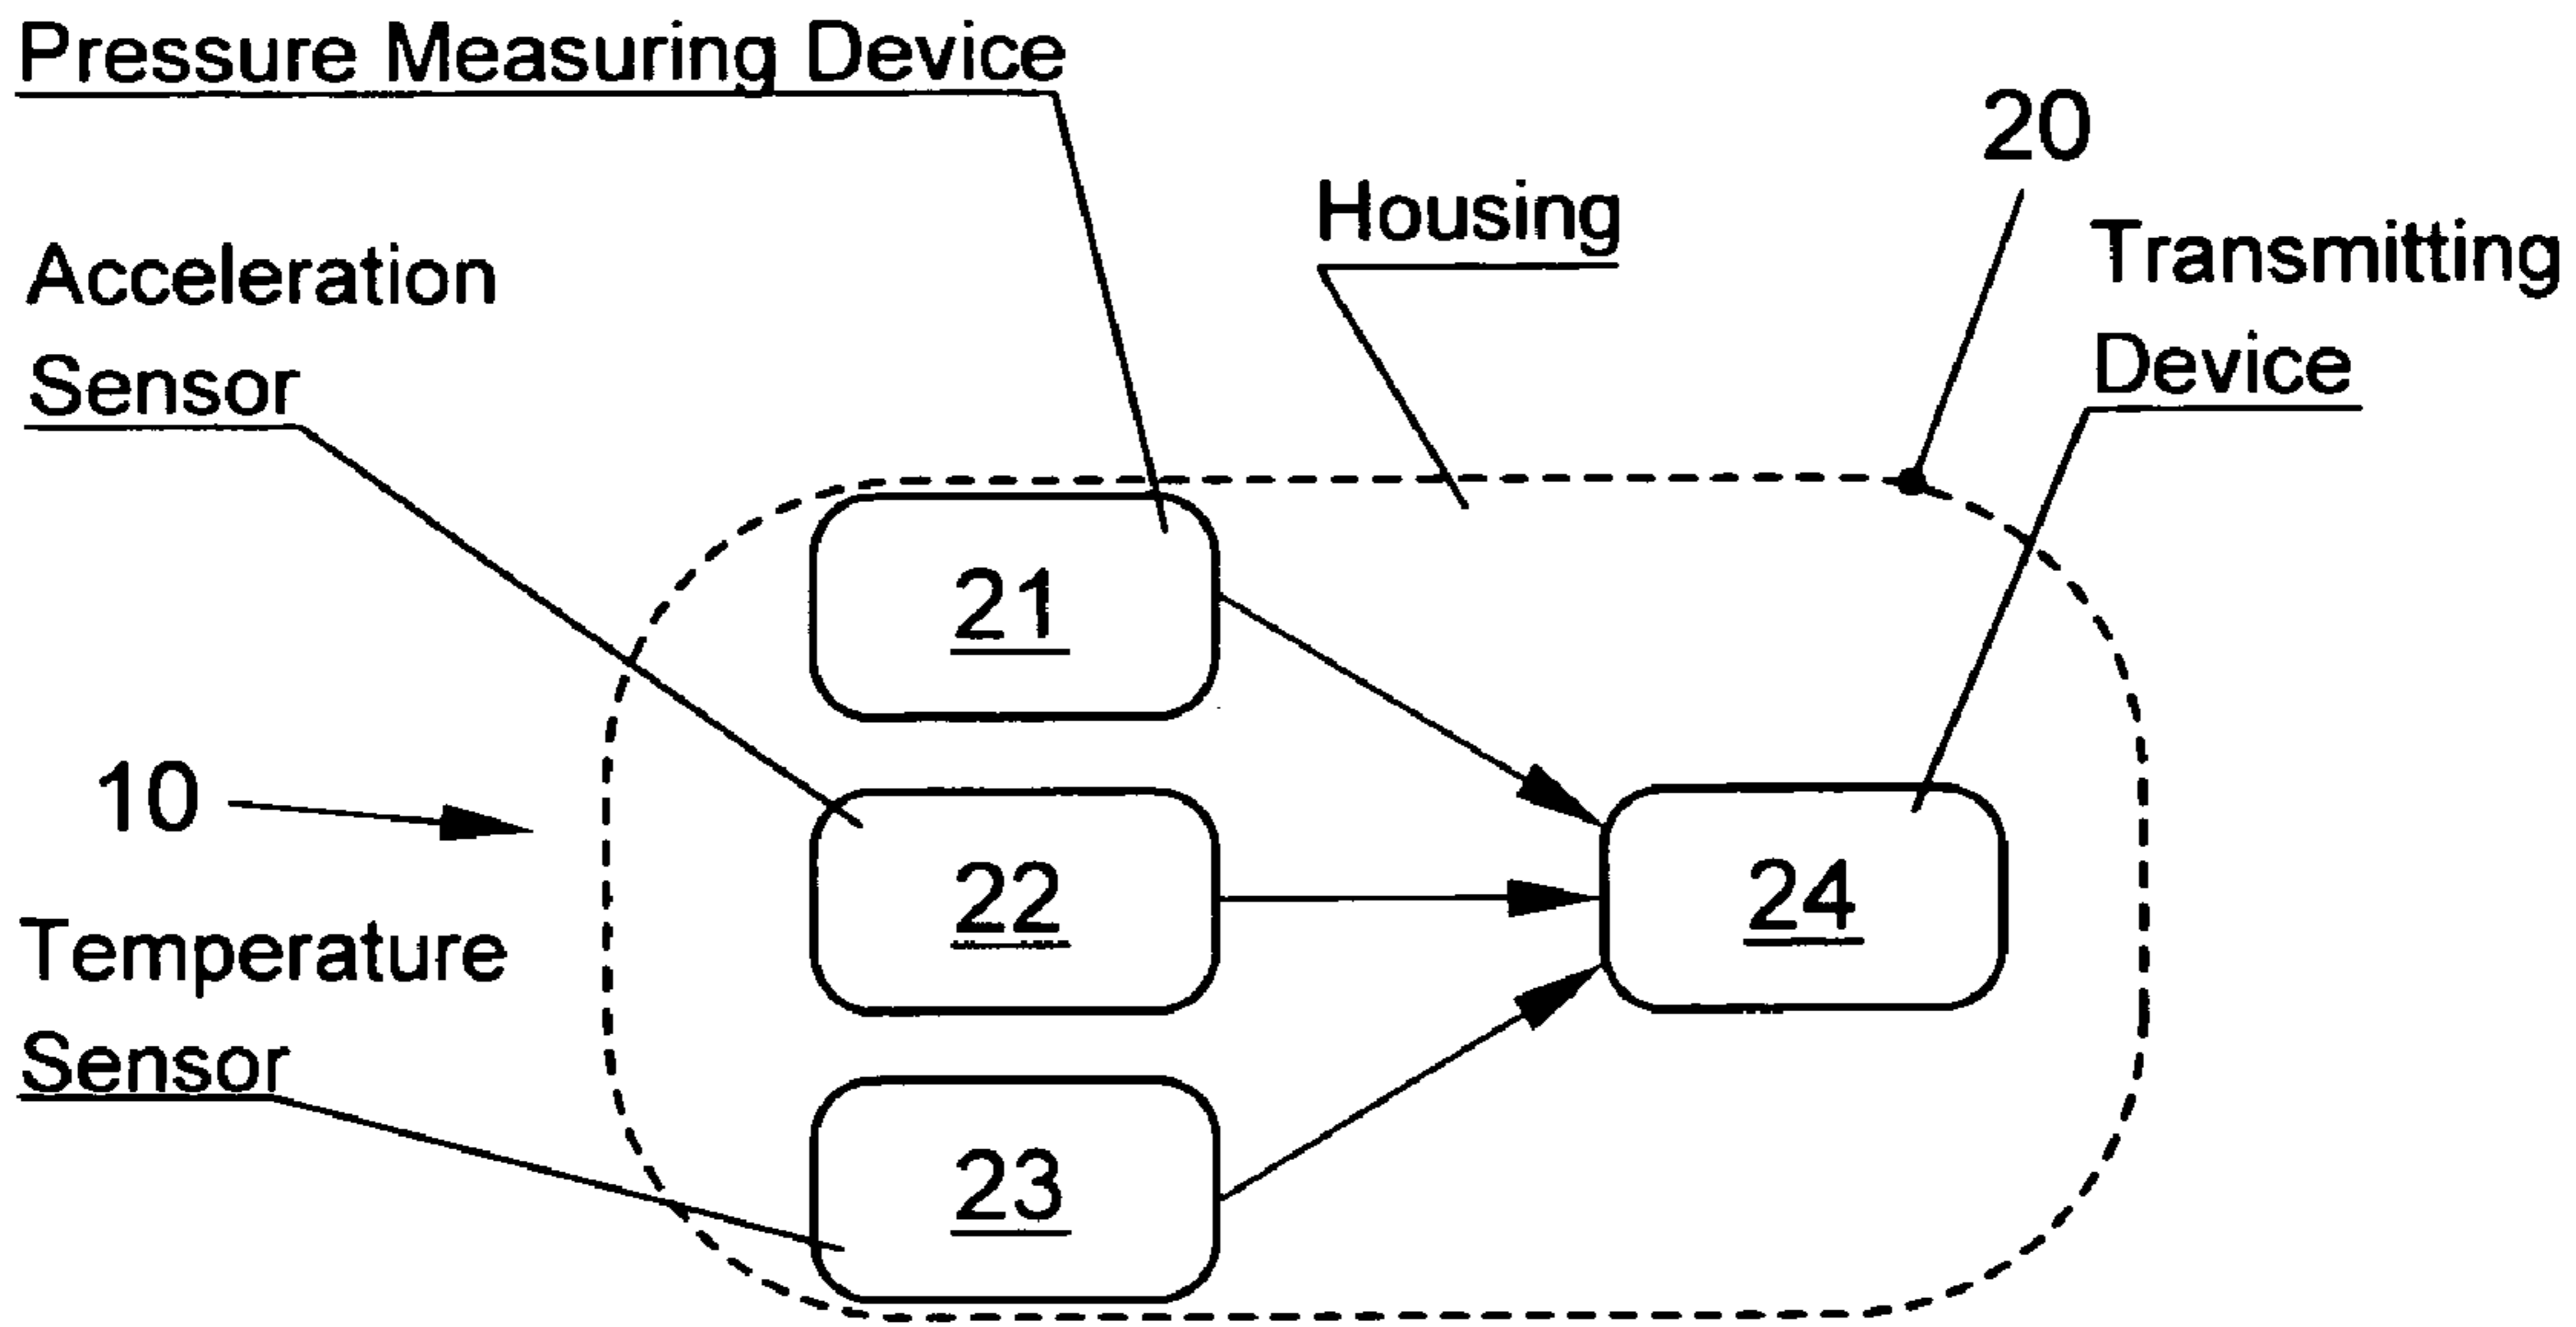 Pressure Measuring Device
20
Housing
Transmitting
Device
Acceleration
Sensor
21
10
22
24
Temperature
Sensor
23